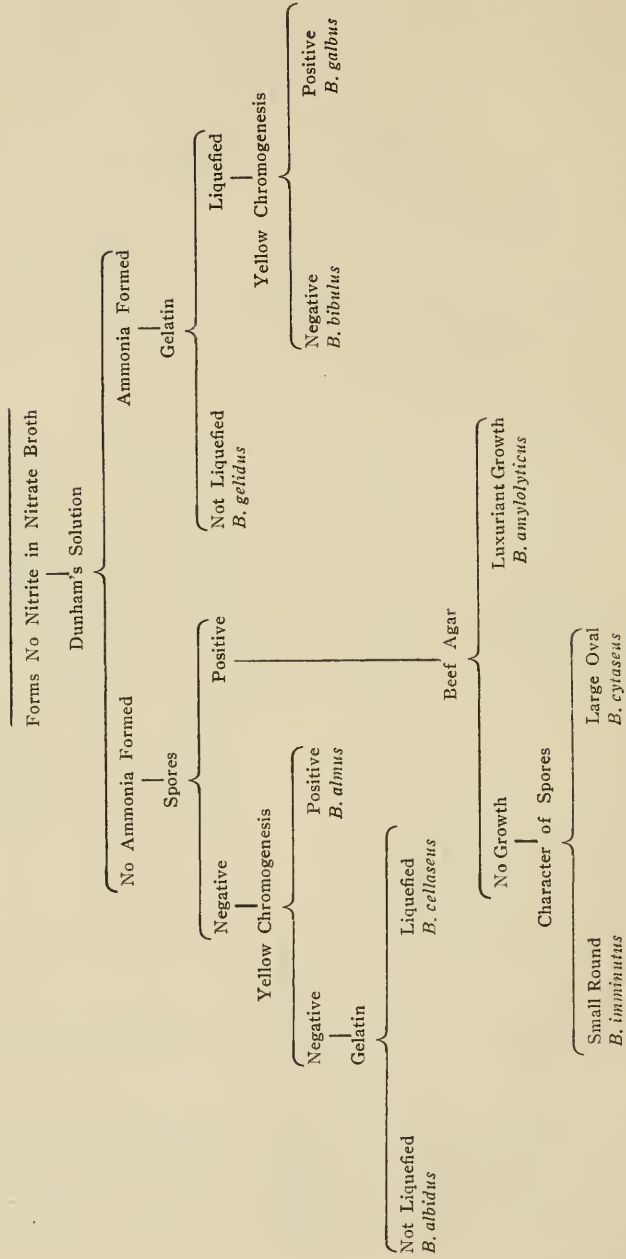 Forms No Nitrite in Nitrate Broth
Dunham's Solution
No Ammonia Formed
Spores
Negative
Yellow Chromogenesis
Negative
Gelatin
Not Liquefied
B. albidus
Liquefied
B. cellaseus
Positive
B. almus
Positive
Beef Agar
No Growth
Character of Spores
Small Round
B. imminutus
Large Oval
B. cytaseus
Luxuriant Growth
B. amylolyticus
Ammonia Formed
Gelatin
Not Liquefied
B. gelidus
Liquefied
Yellow Chromogenesis
Negative
B. bibulus
Positive
B. galbus